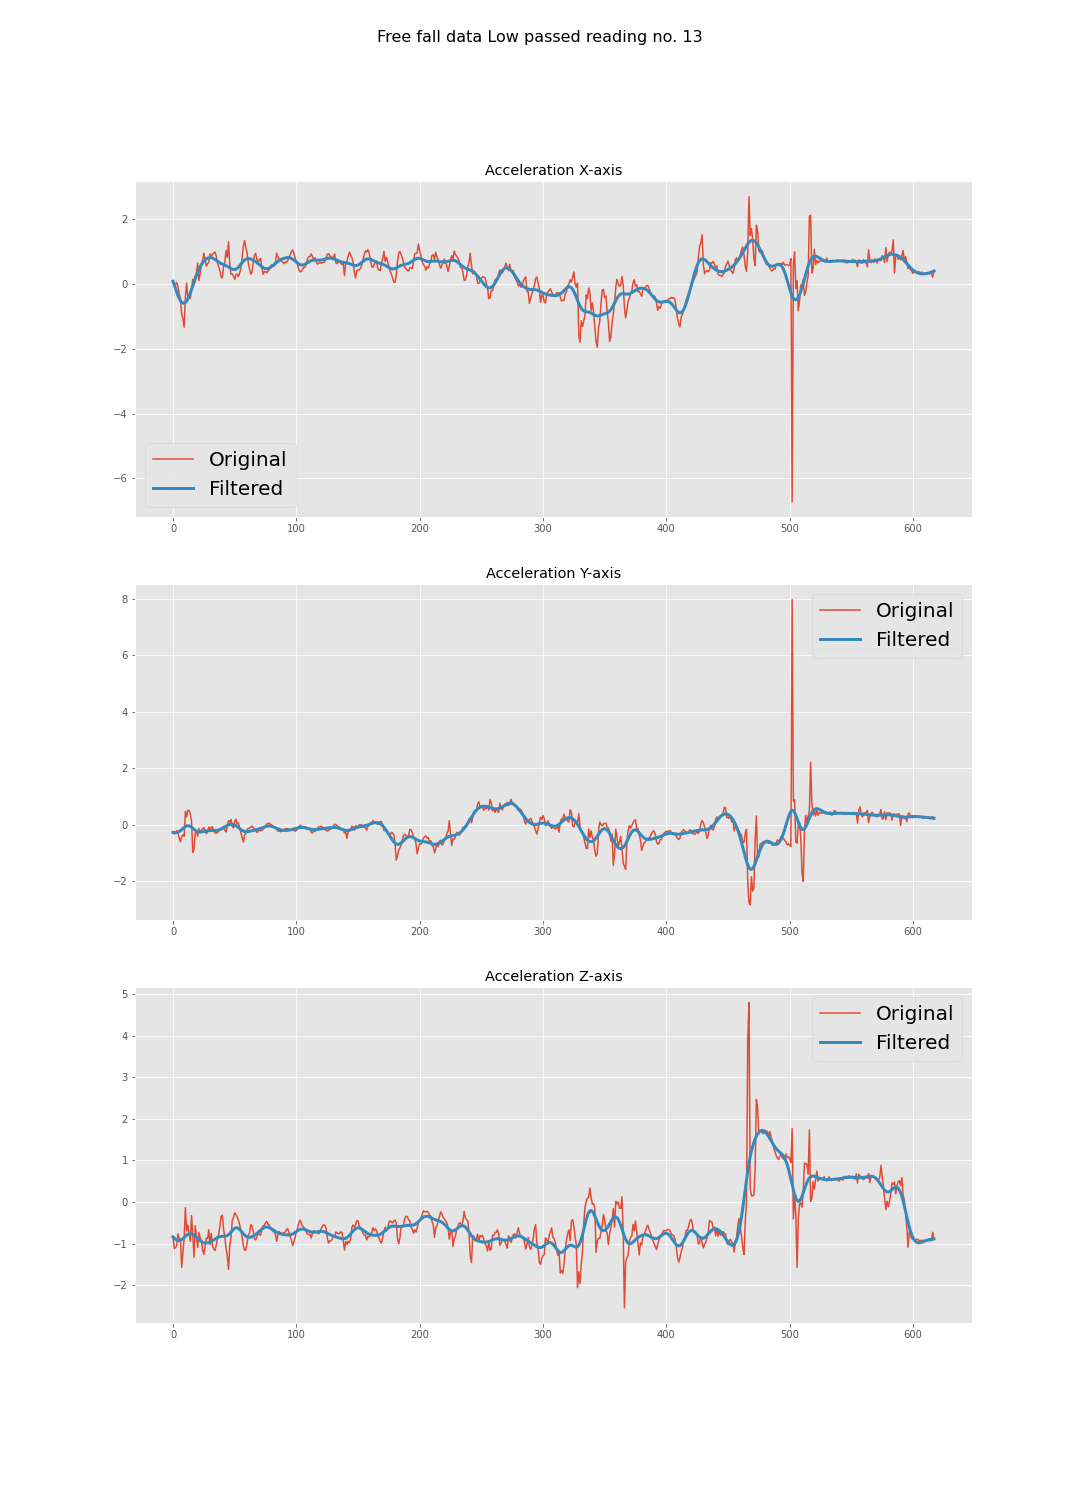 Free fall data Low passed reading no. 13
Acceleration X-axis
2
0
−2
−4
−6
Original
Filtered
0 100 200 300 400 500 600
Acceleration Y-axis
8
6
4
2
0
−2
Original
Filtered
0 100 200 300 400 500 600
Acceleration Z-axis
5
4
3
2
1
0
−1
−2
Original
Filtered
0 100 200 300 400 500 600